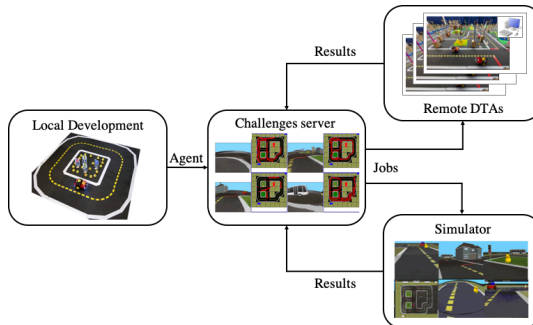 Results
Remote DTAs
Local Development
Challenges server
Agent
Jobs
Simulator
Results